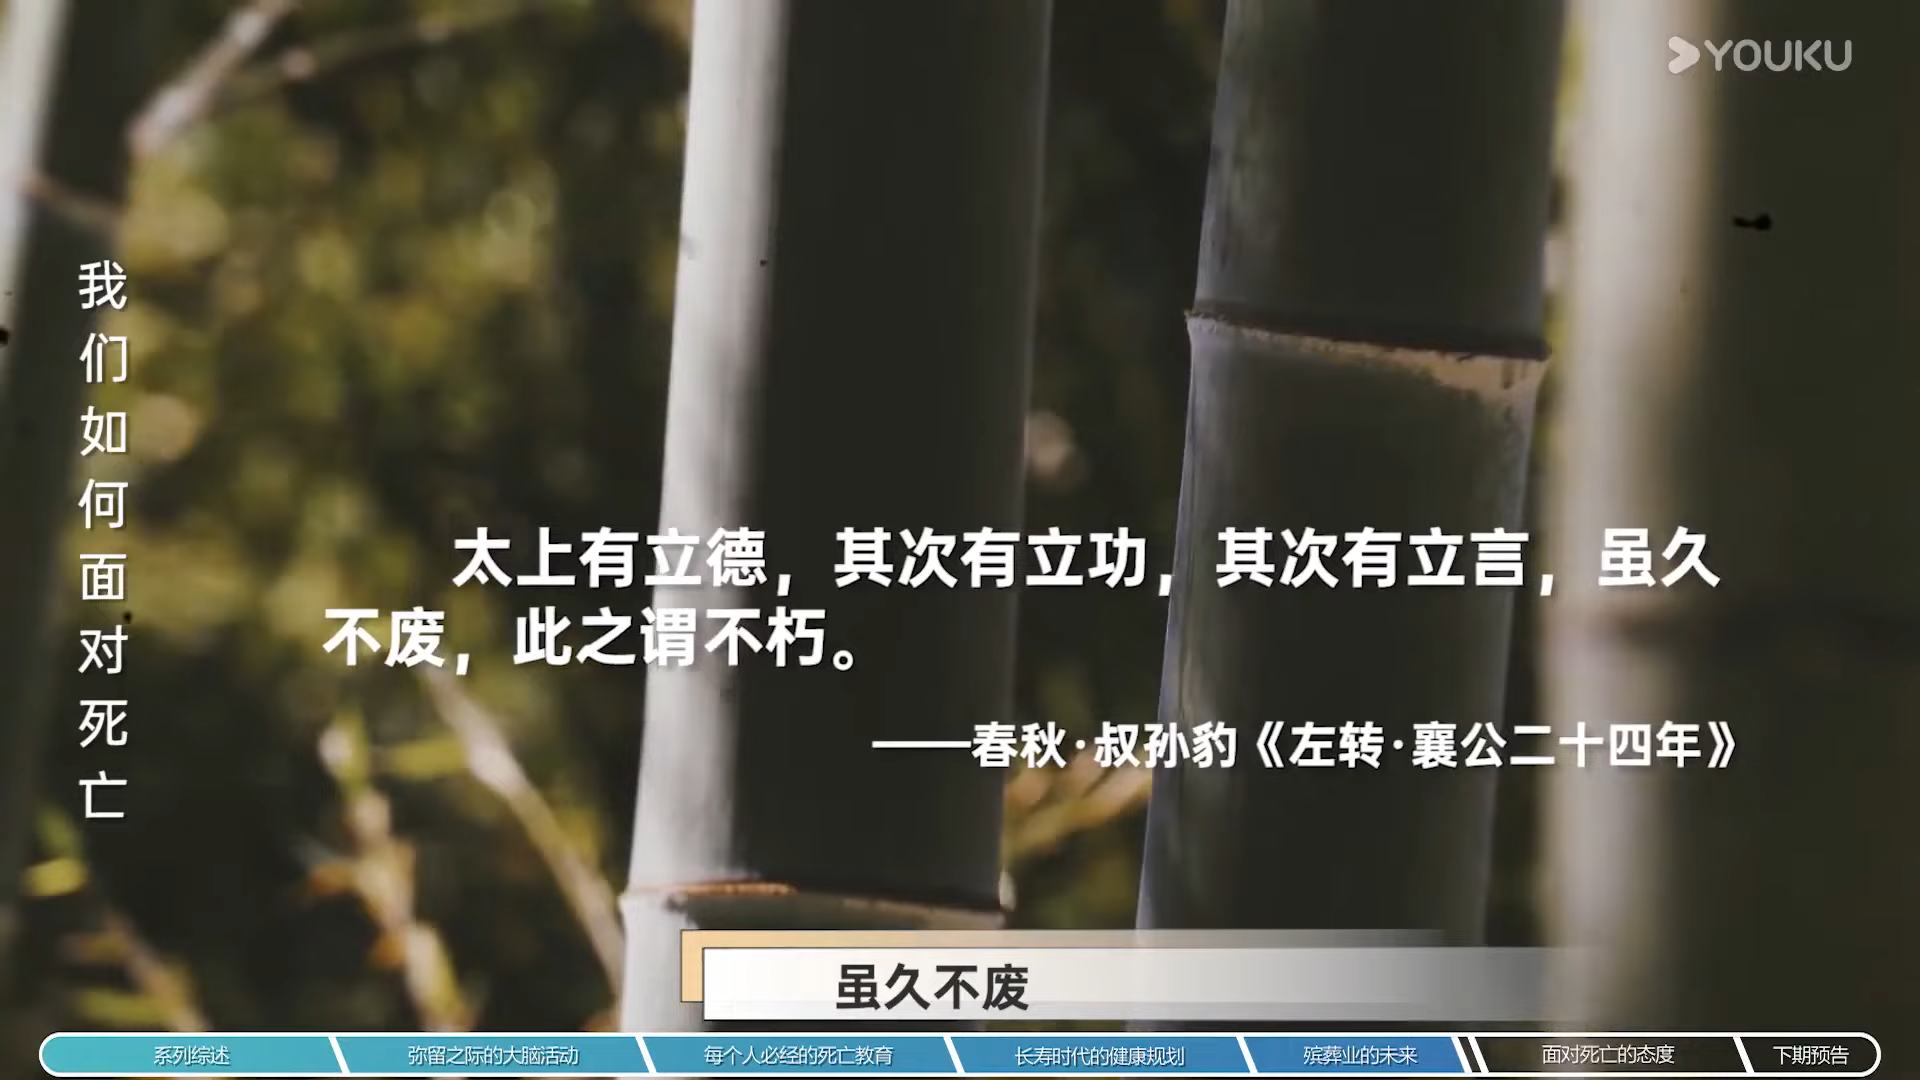 YOUKU
我们如何面对死亡
太上有立德，其次有立功，其次有立言，虽久
不废，此之谓不朽。
——春秋·叔孙豹《左转·襄公二十四年》
虽久不废
系列综述
弥留之际的大脑活动
每个人必经的死亡教育
长寿时代的健康规划
殡葬业的未来
面对死亡的态度
下期预告